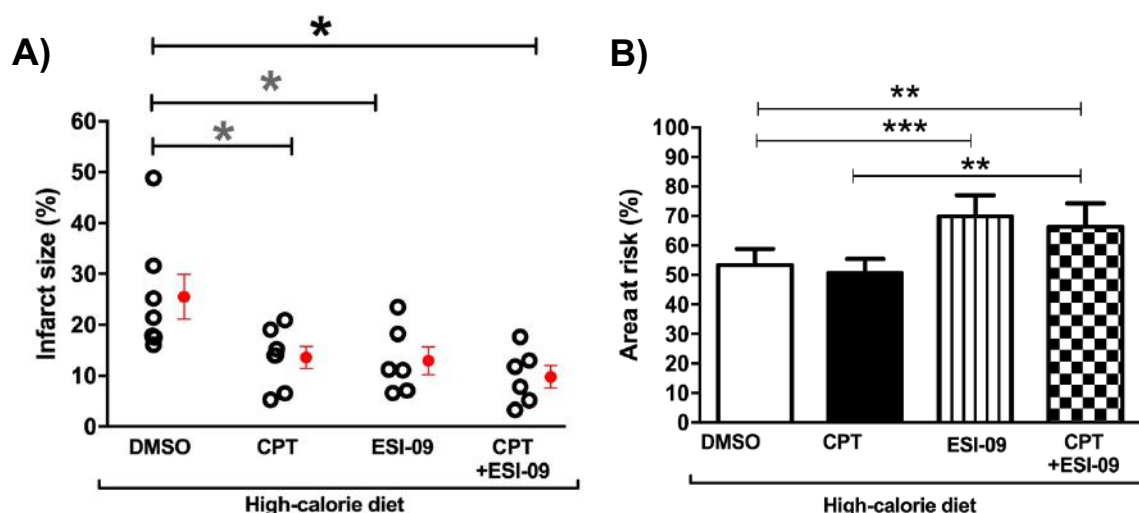 A)
*
*
*
Infarct size (%)
60
50
40
30
20
10
0
DMSO
CPT
ESI-09
CPT
+ESI-09
High-calorie diet
B)
**
***
**
Area at risk (%)
100
90
80
70
60
50
40
30
20
10
0
DMSO
CPT
ESI-09
CPT
+ESI-09
High-calorie diet